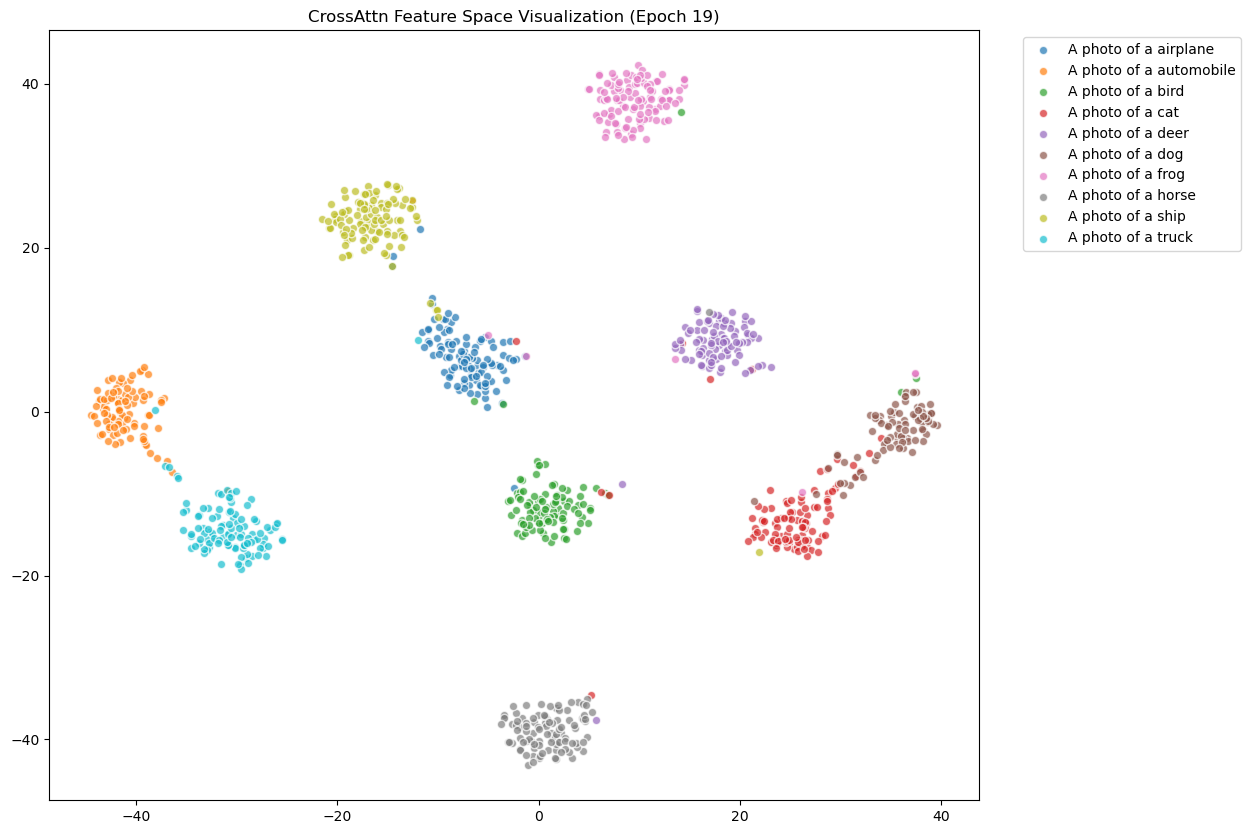 CrossAttn Feature Space Visualization (Epoch 19)
A photo of a airplane
A photo of a automobile
A photo of a bird
A photo of a cat
A photo of a deer
A photo of a dog
A photo of a frog
A photo of a horse
A photo of a ship
A photo of a truck
40
20
0
−20
−40
−40 −20 0 20 40